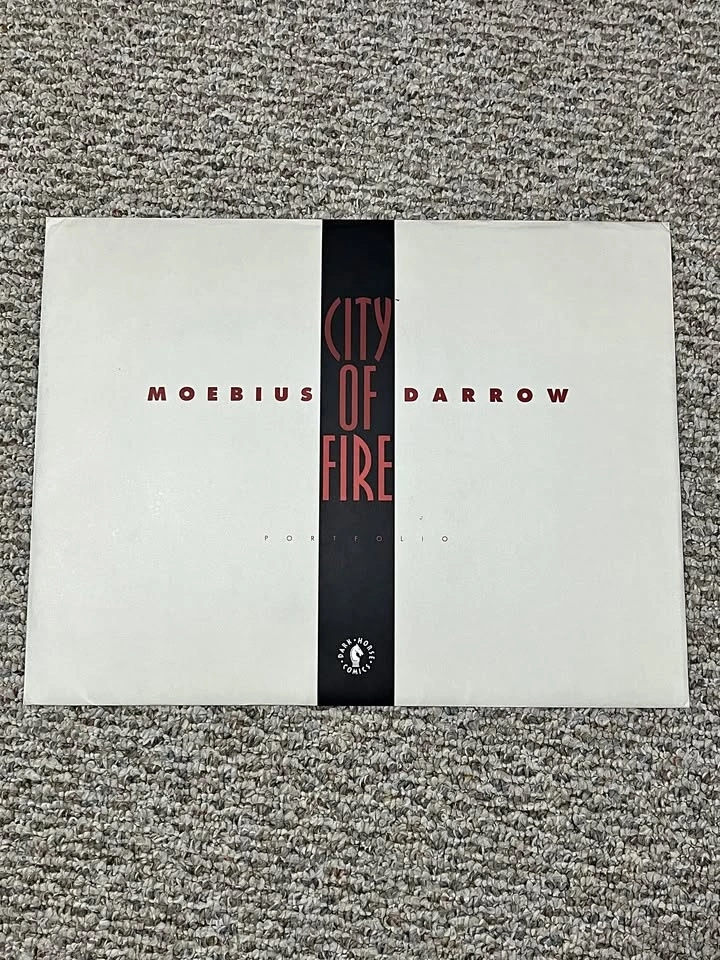 CITY
MOEBIUS OF DARROW
FIRE
PORTFOLIO
DARK HORSE
COMICS